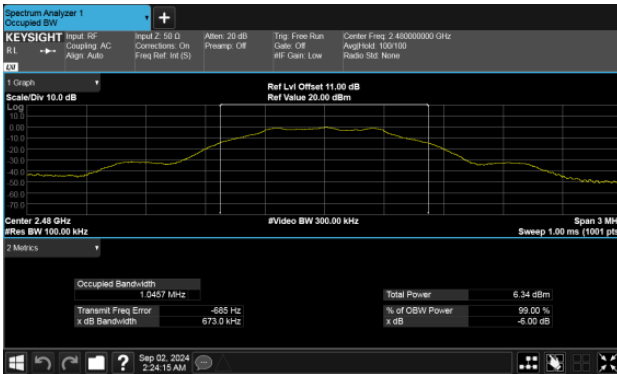 Spectrum Analyzer 1
Occupied BW
KEYSIGHT
RL
LXI
Input: RF
Coupling: AC
Align: Auto
Input Z: 50 Ω
Corrections: On
Freq Ref: Int (S)
Atten: 20 dB
Preamp: Off
Trig: Free Run
Gate: Off
#IF Gain: Low
Center Freq: 2.480000000 GHz
Avg|Hold: 100/100
Radio Std: None
1 Graph
Scale/Div 10.0 dB
Ref Lvl Offset 11.00 dB
Ref Value 20.00 dBm
Log
10.0
0.00
-10.0
-20.0
-30.0
-40.0
-50.0
-60.0
-70.0
Center 2.48 GHz
#Res BW 100.00 kHz
#Video BW 300.00 kHz
Span 3 MH
Sweep 1.00 ms (1001 pts
2 Metrics
Occupied Bandwidth
1.0457 MHz
Transmit Freq Error -685 Hz
x dB Bandwidth 673.0 kHz
Total Power 6.34 dBm
% of OBW Power 99.00 %
x dB -6.00 dB
?
Sep 02, 2024
2:24:15 AM